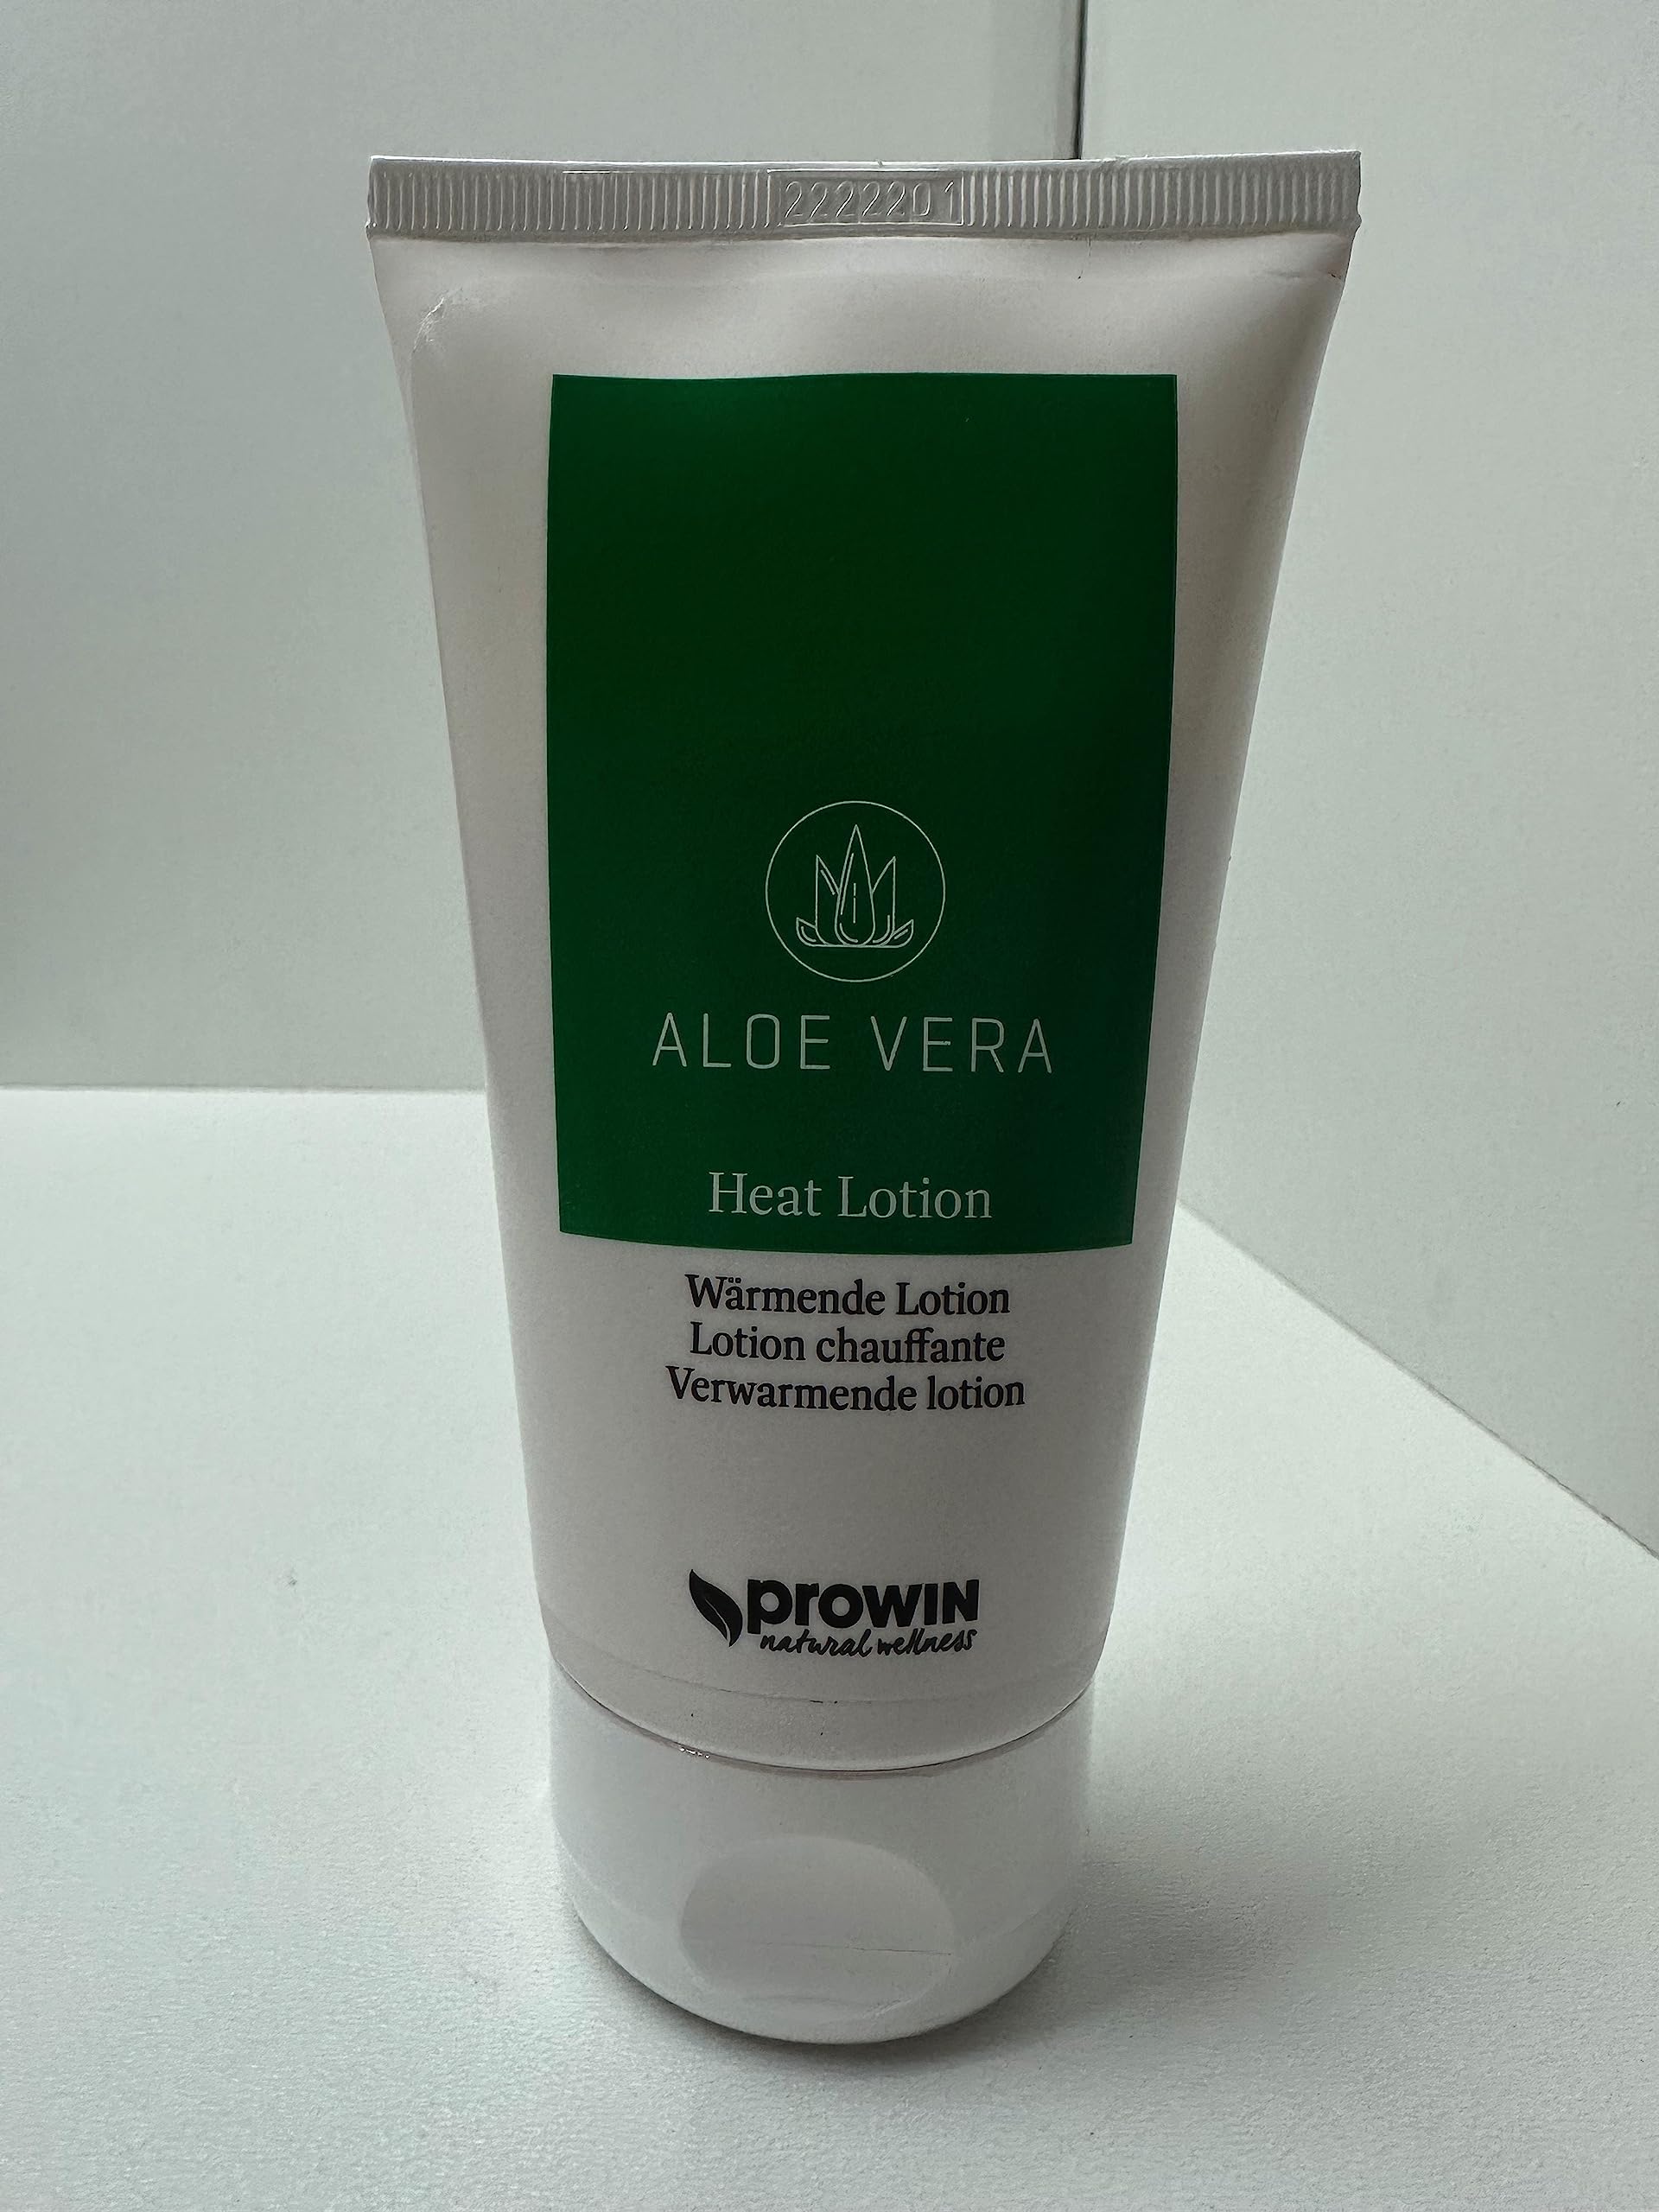 2222201
ALOE VERA
Heat Lotion
Wärmende Lotion
Lotion chauffante
Verwarmende lotion
prowin
natural wellness